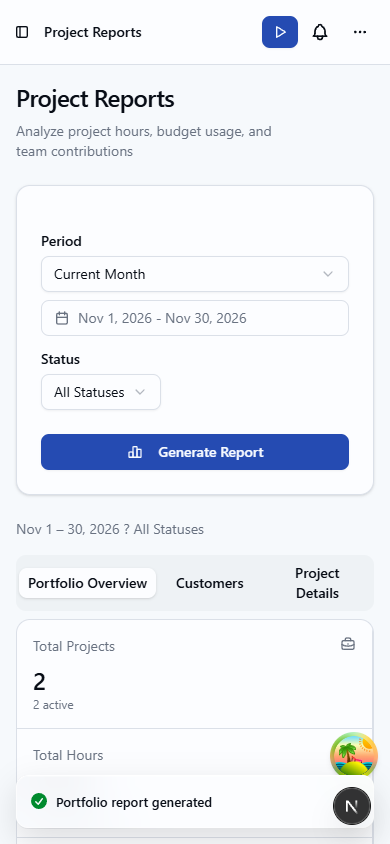 Project Reports
Project Reports
Analyze project hours, budget usage, and
team contributions
Period
Current Month
Nov 1, 2026 - Nov 30, 2026
Status
All Statuses
Generate Report
Nov 1 – 30, 2026 ? All Statuses
Portfolio Overview
Customers
Project
Details
Total Projects
2
2 active
Total Hours
Portfolio report generated
N